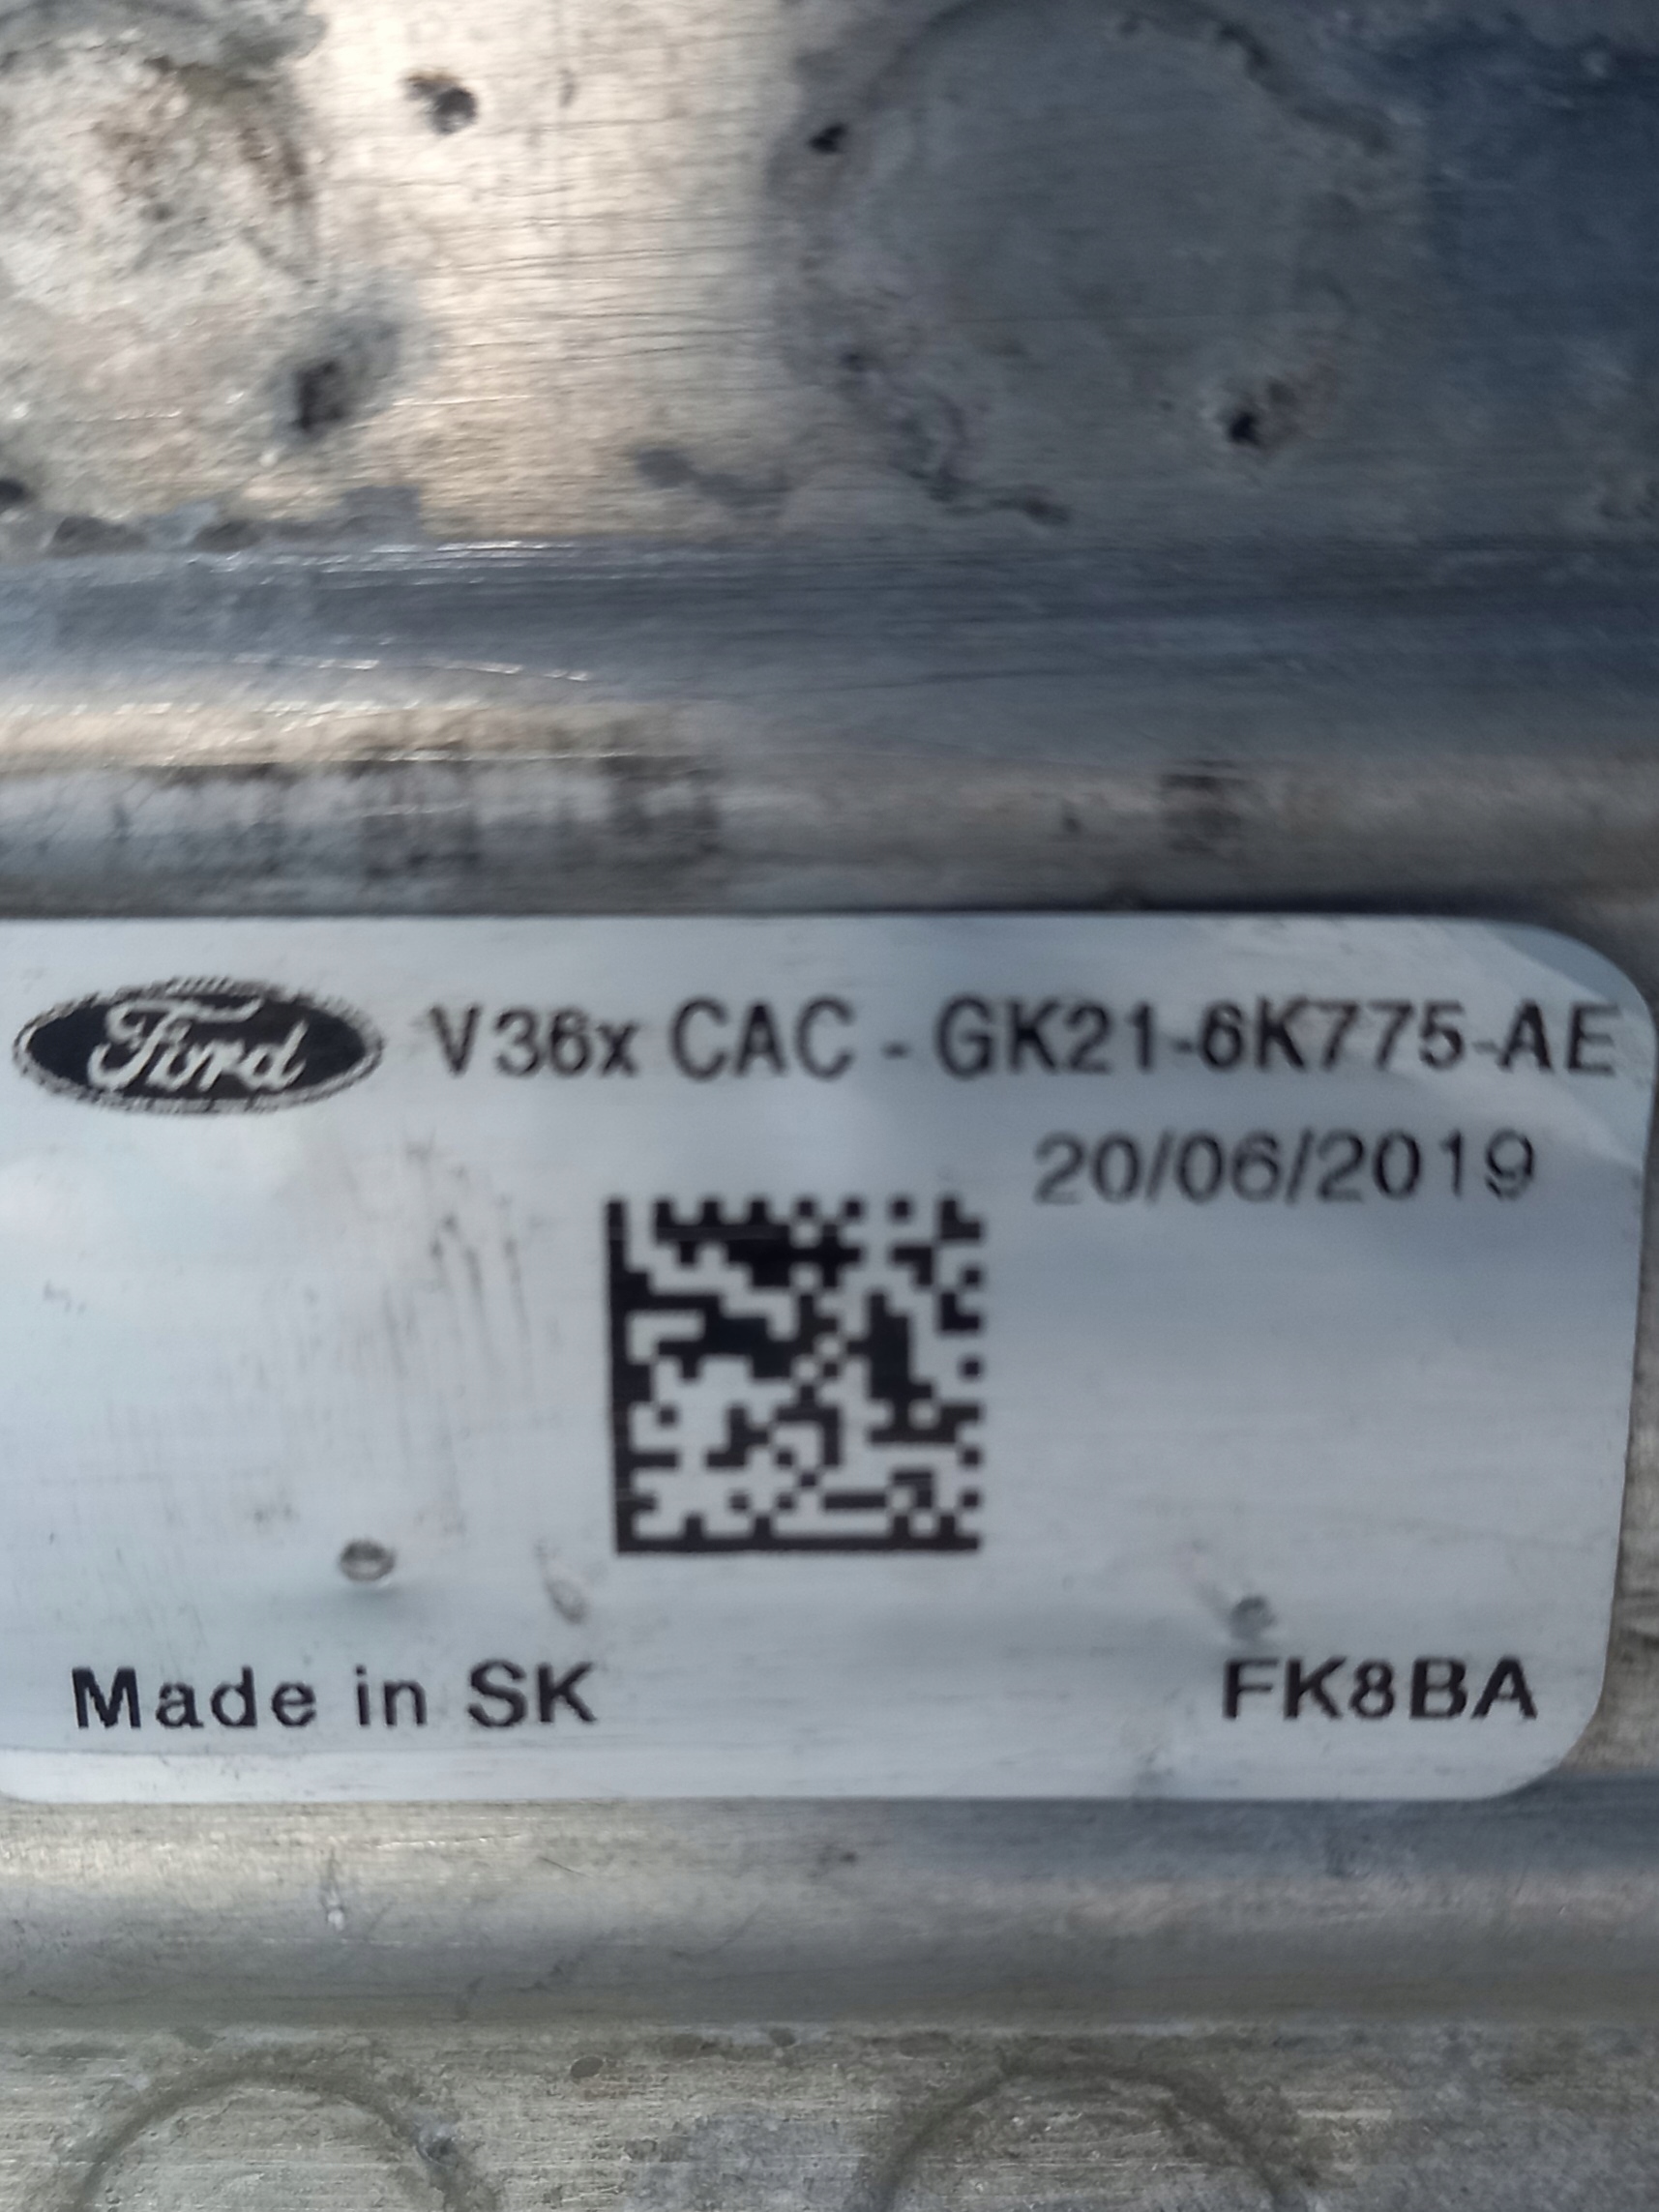 Ford V36x CAC - GK21-6K775-AE
20/06/2019
Made in SK
FK8BA